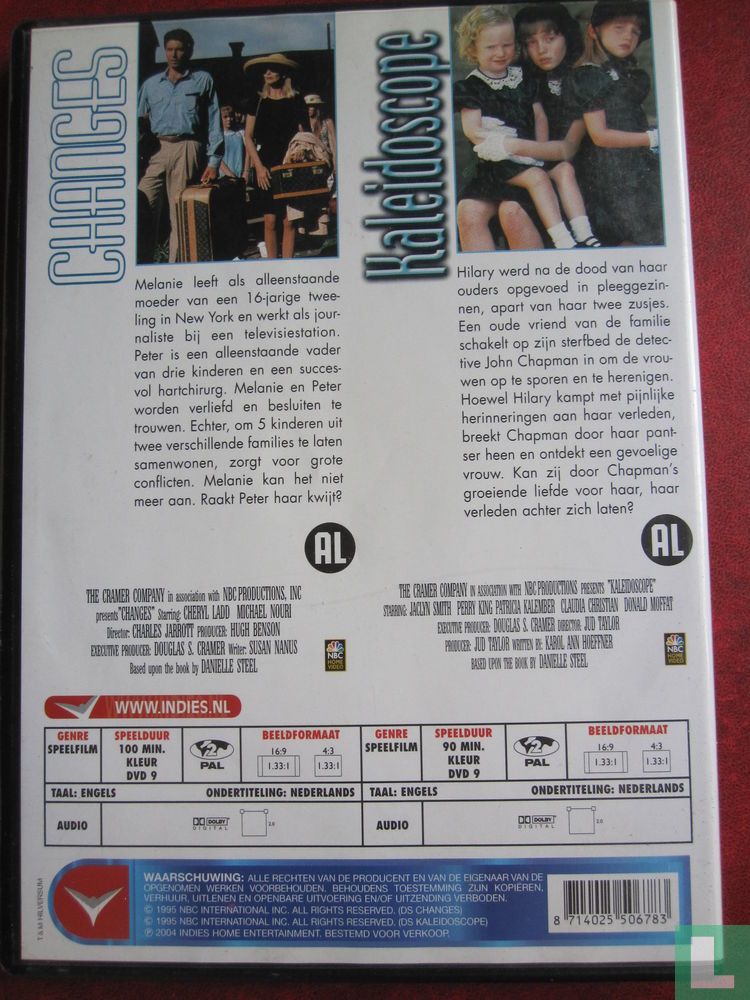 CHANGES
Melanie leeft als alleenstaande
moeder van een 16-jarige twee-
ling in New York en werkt als jour-
naliste bij een televisiestation.
Peter is een alleenstaande vader
van drie kinderen en een succes-
vol hartchirurg. Melanie en Peter
worden verliefd en besluiten te
trouwen. Echter, om 5 kinderen uit
twee verschillende families te laten
samenwonen, zorgt voor grote
conflicten. Melanie kan het niet
meer aan. Raakt Peter haar kwijt?
AL
THE CRAMER COMPANY in association with NBC PRODUCTIONS, INC
presents "CHANGES" Starring: CHERYL LADD MICHAEL NOURI
Director: CHARLES JARROTT PRODUCER: HUGH BENSON
EXECUTIVE PRODUCER: DOUGLAS S. CRAMER Writer: SUSAN NANUS
Based upon the book by DANIELLE STEEL
NBC
HOME
VIDEO
Kaleidoscope
Hilary werd na de dood van haar
ouders opgevoed in pleeggezin-
nen, apart van haar twee zusjes.
Een oude vriend van de familie
schakelt op zijn sterfbed de detec-
tive John Chapman in om de vrou-
wen op te sporen en te herenigen.
Hoewel Hilary kampt met pijnlijke
herinneringen aan haar verleden,
breekt Chapman door haar pant-
ser heen en ontdekt een gevoelige
vrouw. Kan zij door Chapman's
groeiende liefde voor haar, haar
verleden achter zich laten?
AL
THE CRAMER COMPANY IN ASSOCIATION WITH NBC PRODUCTIONS PRESENTS "KALEIDOSCOPE"
STARRING: JACLYN SMITH PERRY KING PATRICIA KALEMBER CLAUDIA CHRISTIAN DONALD MOFFAT
EXECUTIVE PRODUCER: DOUGLAS S. CRAMER DIRECTOR: JUD TAYLOR
PRODUCER: JUD TAYLOR WRITTEN BY: KAROL ANN HOEFFNER
BASED UPON THE BOOK BY DANIELLE STEEL
NBC
HOME
VIDEO
WWW.INDIES.NL
GENRE
SPEELFILM
SPEELDUUR
100 MIN.
KLEUR
DVD 9
2
PAL
BEELDFORMAAT
16:9 4:3
1.33:1 1.33:1
GENRE
SPEELFILM
SPEELDUUR
90 MIN.
KLEUR
DVD 9
2
PAL
BEELDFORMAAT
16:9 4:3
1.33:1 1.33:1
TAAL: ENGELS ONDERTITELING: NEDERLANDS
TAAL: ENGELS ONDERTITELING: NEDERLANDS
AUDIO DOLBY DIGITAL 2.0
AUDIO DOLBY DIGITAL 2.0
WAARSCHUWING: ALLE RECHTEN VAN DE PRODUCENT EN VAN DE EIGENAAR VAN DE
OPGENOMEN WERKEN VOORBEHOUDEN. BEHOUDENS TOESTEMMING ZIJN KOPIËREN,
VERHUUR, UITLENEN EN OPENBARE UITVOERING EN/OF UITZENDING VERBODEN.
© 1995 NBC INTERNATIONAL INC. ALL RIGHTS RESERVED. (DS CHANGES)
© 1995 NBC INTERNATIONAL INC. ALL RIGHTS RESERVED. (DS KALEIDOSCOPE)
℗ 2004 INDIES HOME ENTERTAINMENT. BESTEMD VOOR VERKOOP.
8 714025 506783
T & M HILVERSUM
L